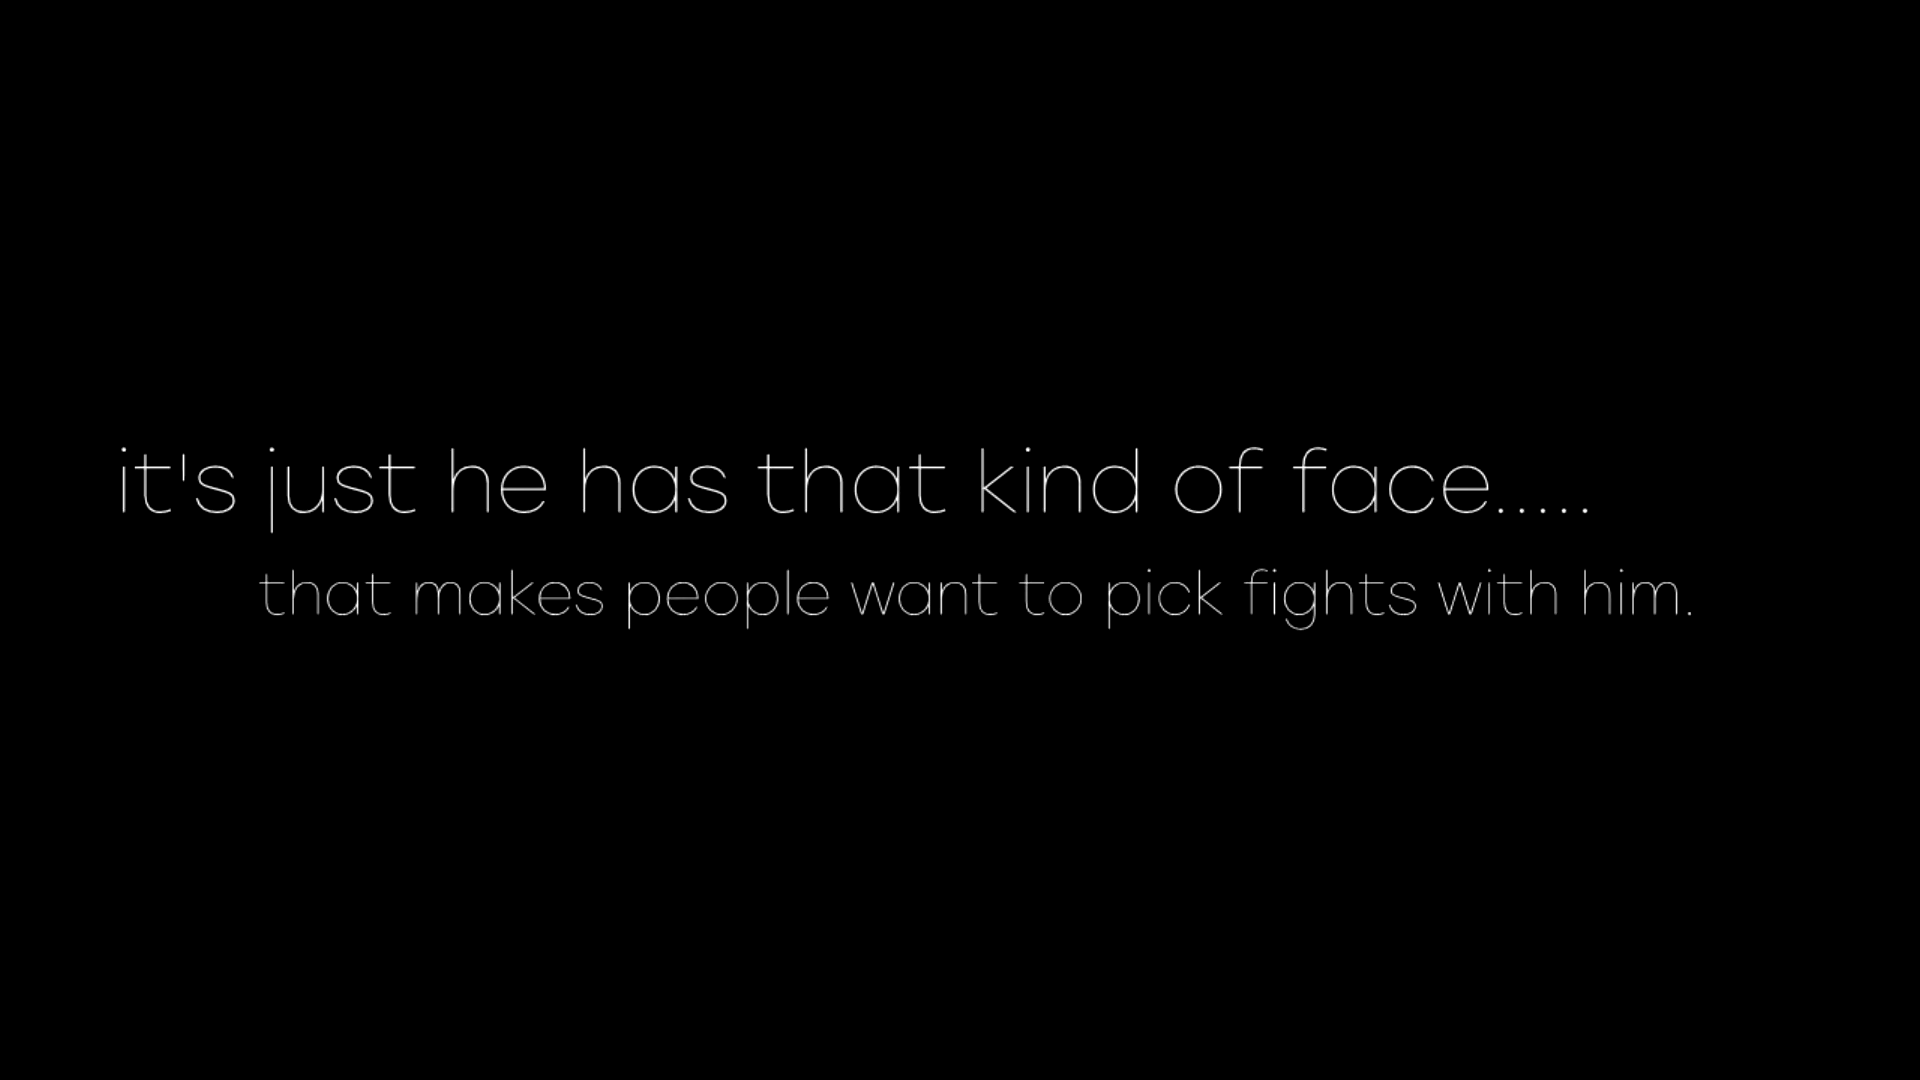 it's just he has that kind of face.....
that makes people want to pick fights with him.